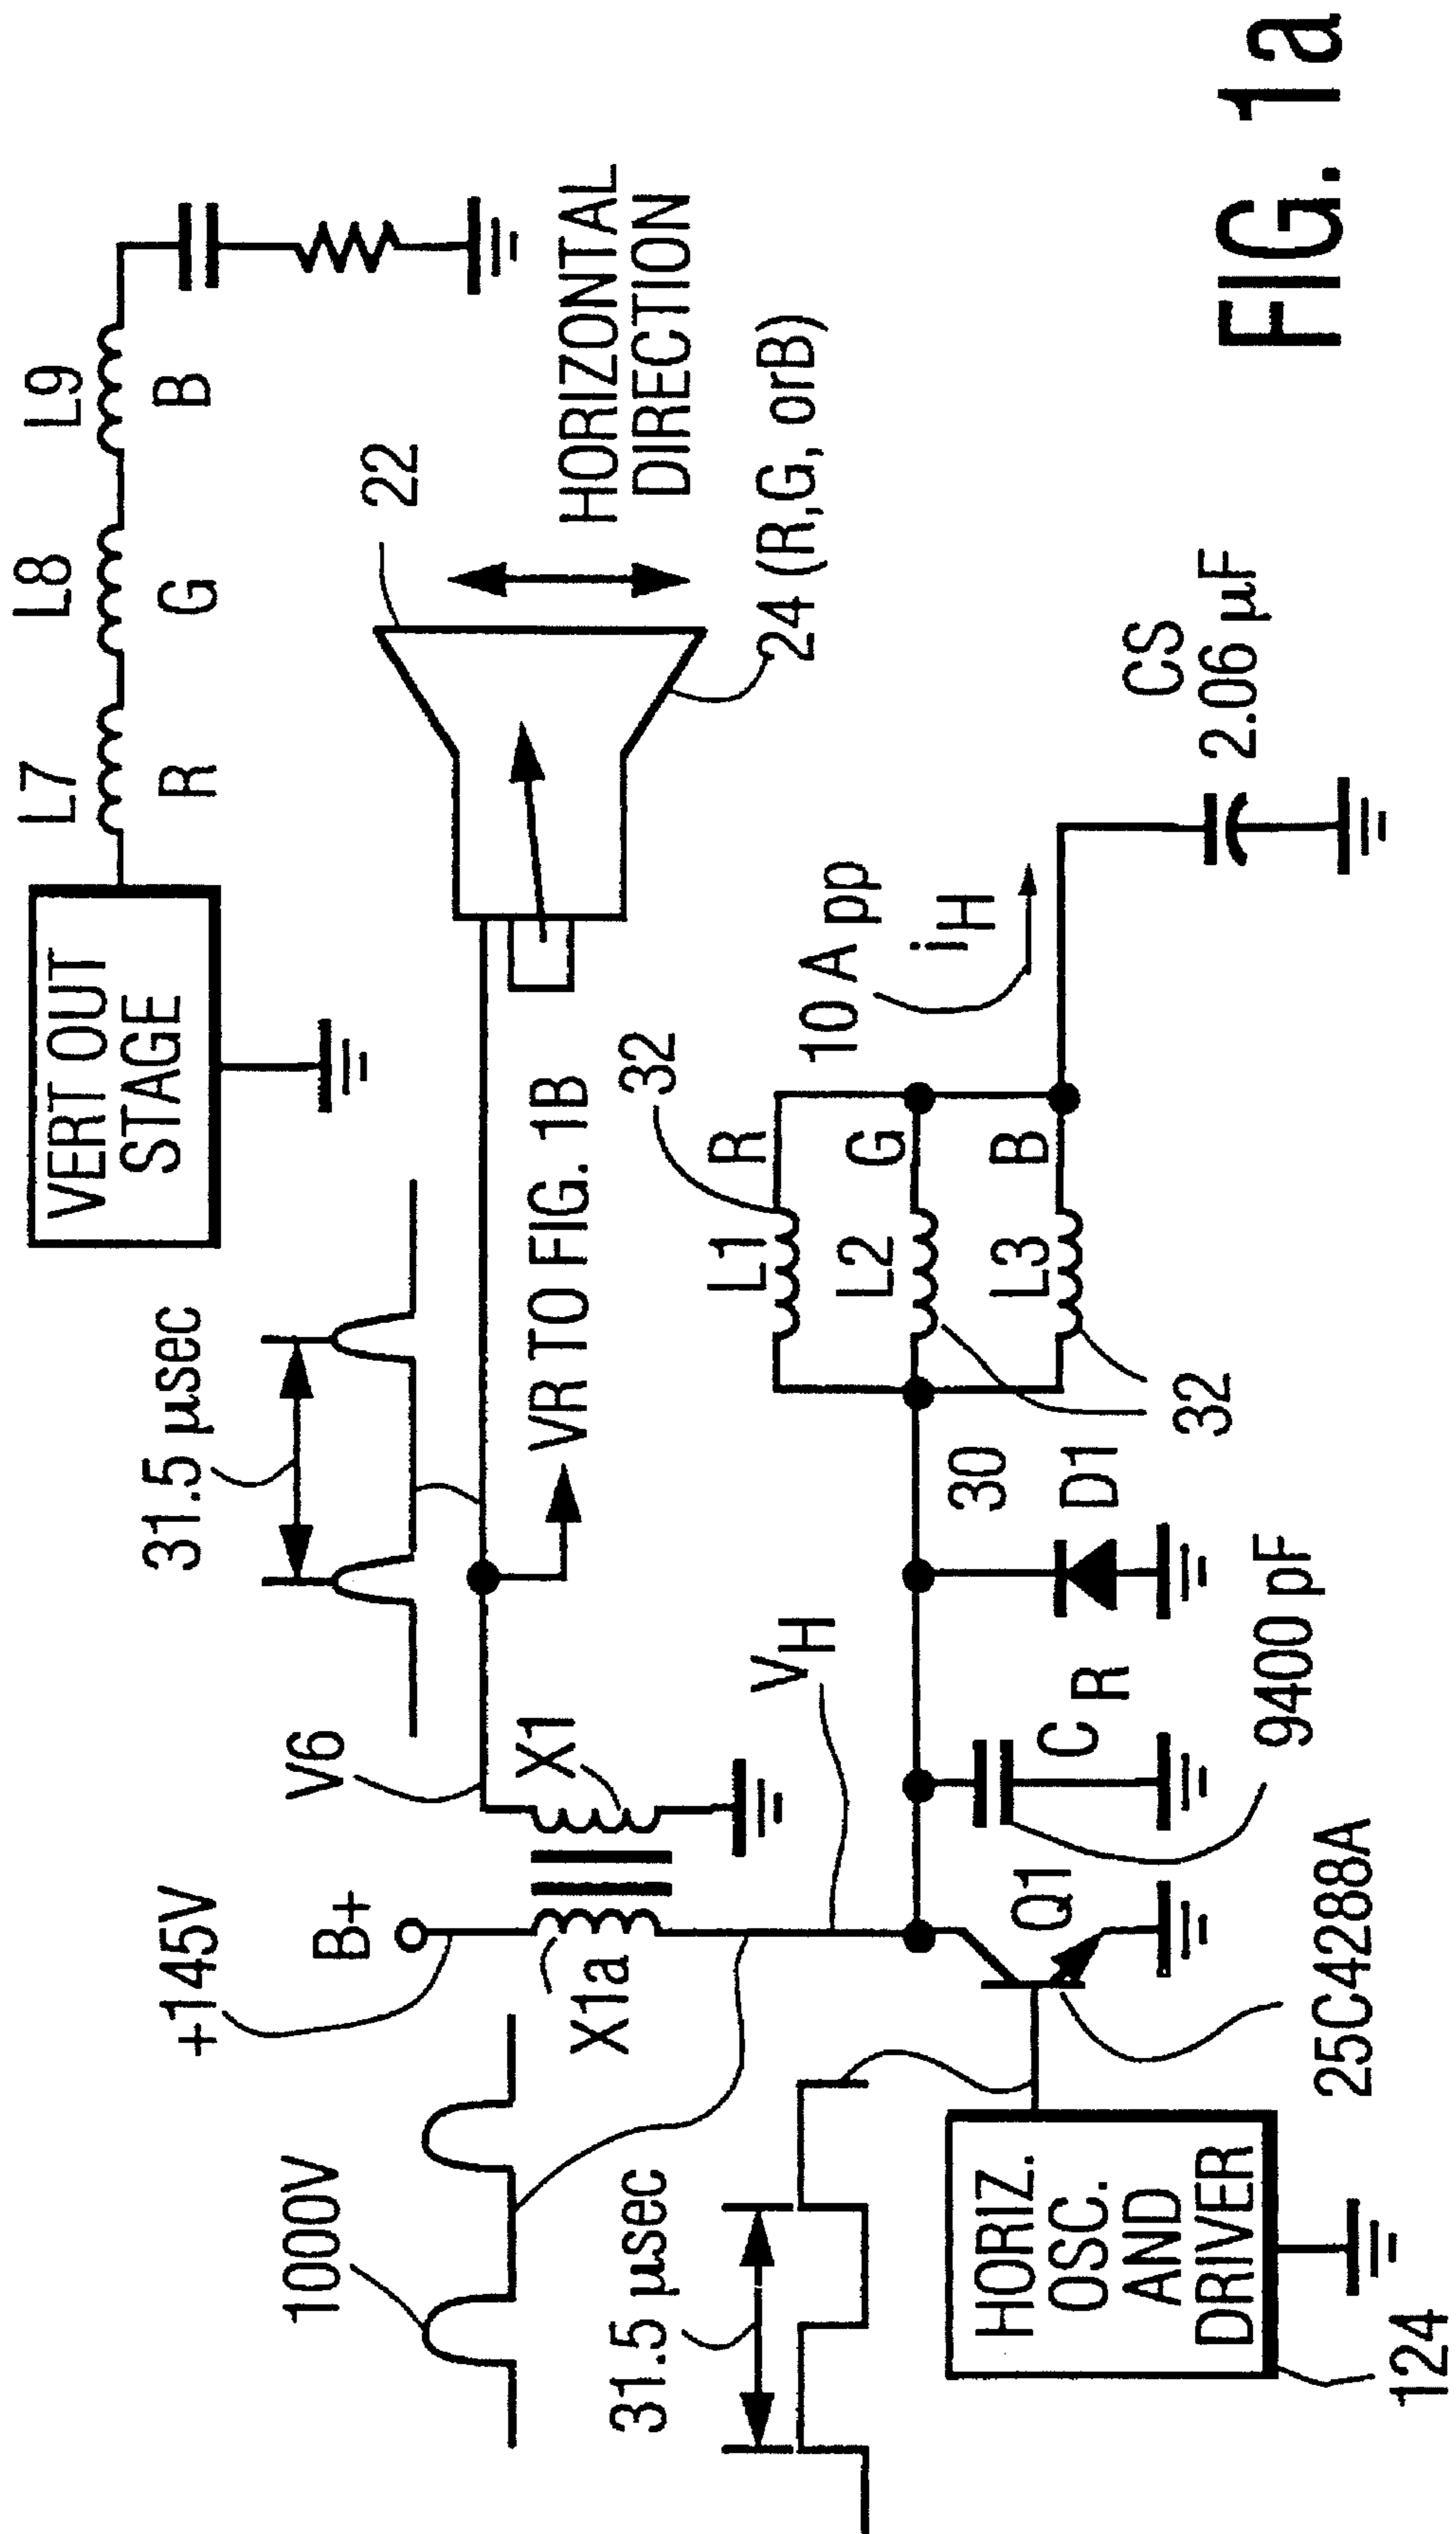 VERT OUT
STAGE
L7
L8
L9
R
G
B
1000V
+145V
B+
X1a
X1
V6
31.5 µsec
VR TO FIG. 1B
22
HORIZONTAL
DIRECTION
24 (R,G, orB)
31.5 µsec
VH
HORIZ.
OSC.
AND
DRIVER
124
Q1
25C4288A
CR
9400 pF
30
D1
L1
R
L2
G
L3
B
32
32
10 A pp
iH
CS
2.06 µF
FIG. 1a